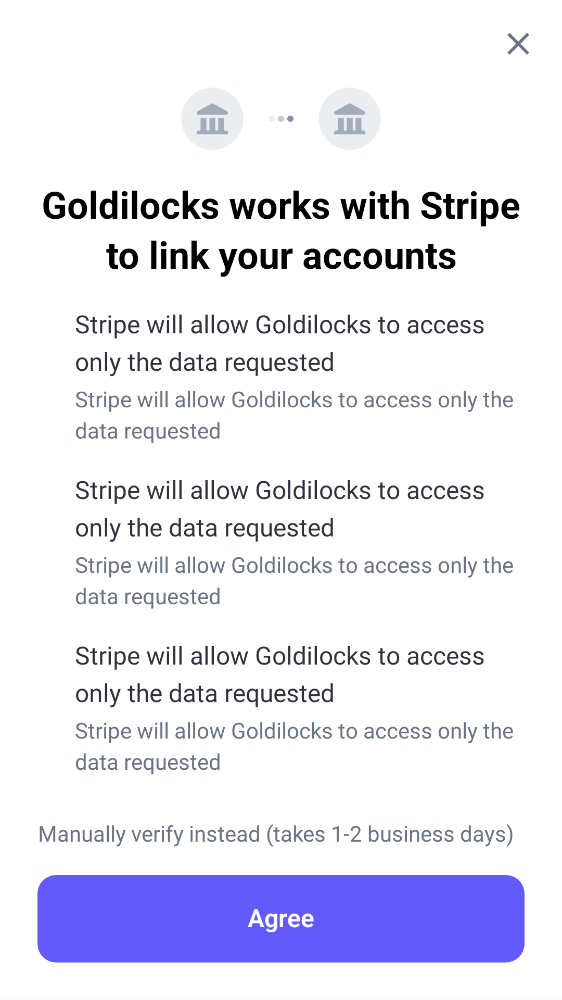 Goldilocks works with Stripe
to link your accounts
Stripe will allow Goldilocks to access
only the data requested
Stripe will allow Goldilocks to access only the
data requested
Stripe will allow Goldilocks to access
only the data requested
Stripe will allow Goldilocks to access only the
data requested
Stripe will allow Goldilocks to access
only the data requested
Stripe will allow Goldilocks to access only the
data requested
Manually verify instead (takes 1-2 business days)
Agree